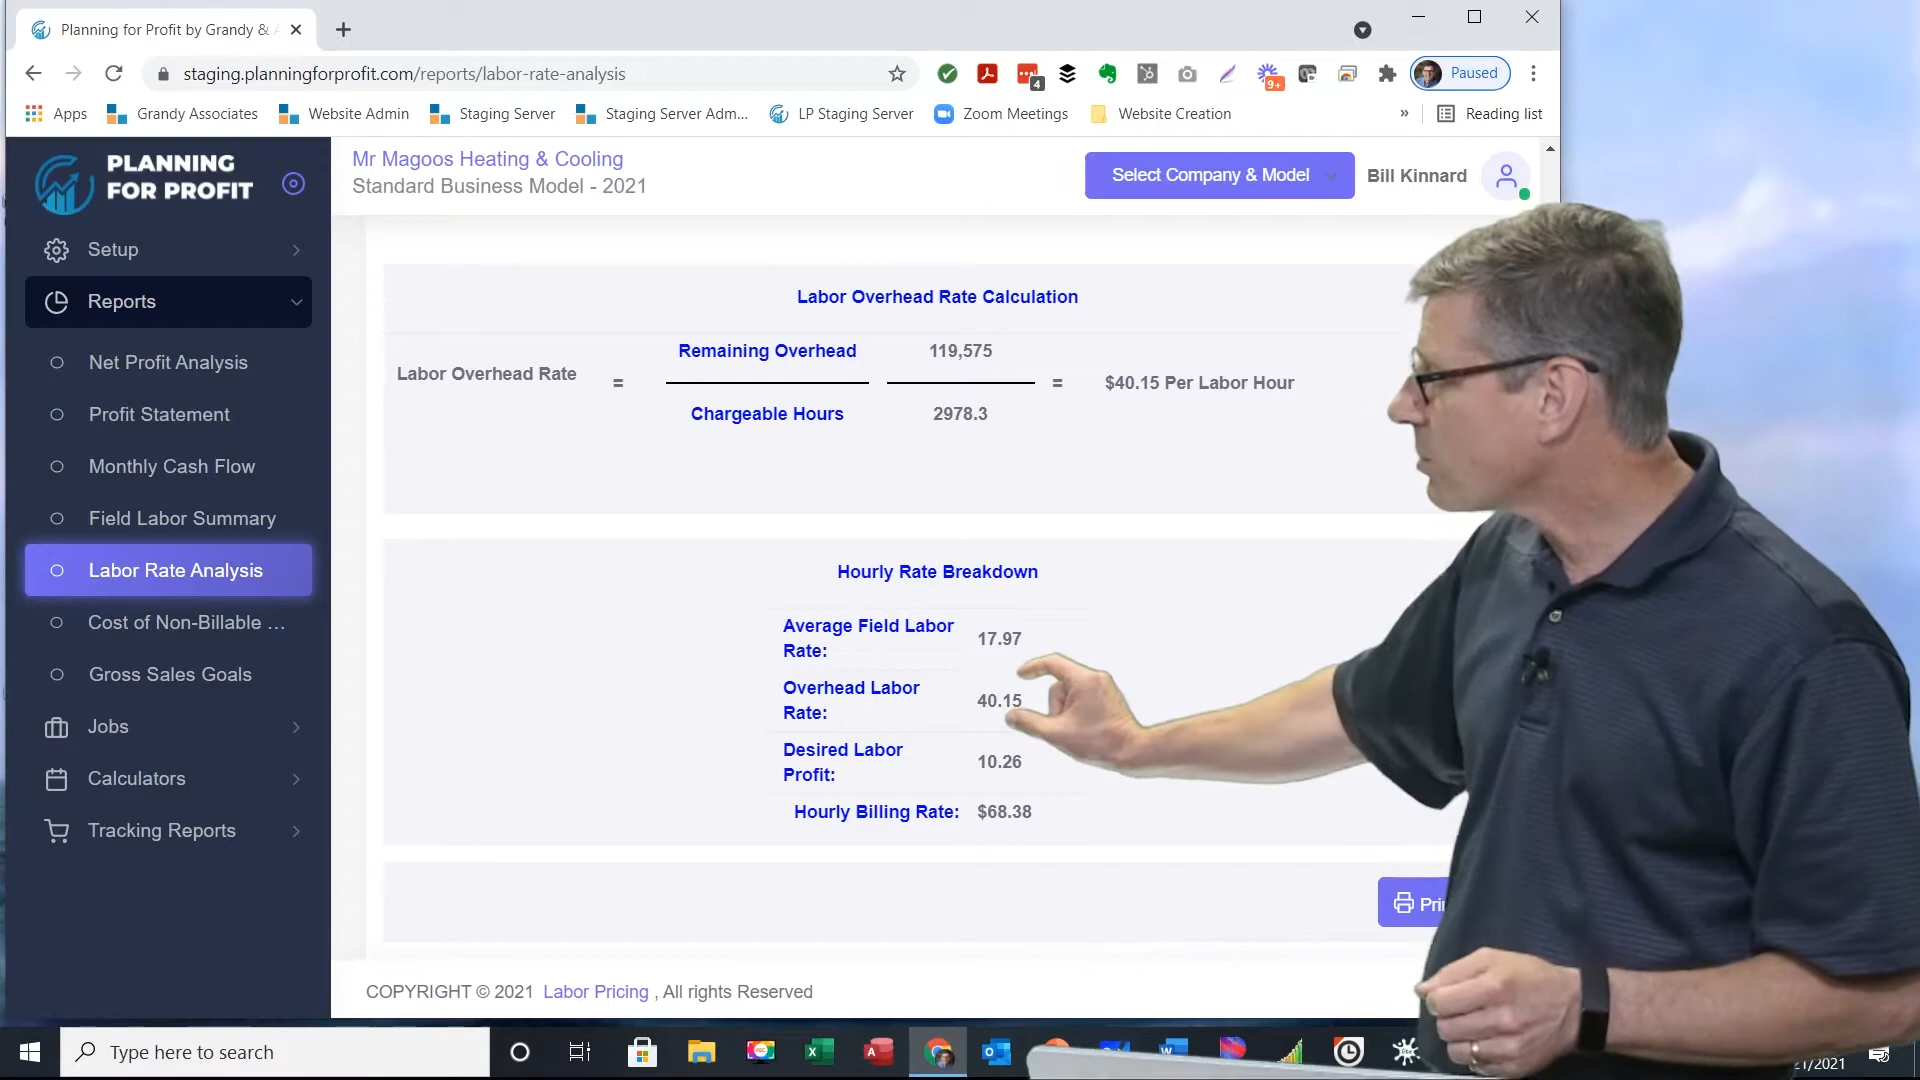 Planning for Profit by Grandy &
staging.planningforprofit.com/reports/labor-rate-analysis
4
9+
Paused
Apps
Grandy Associates
Website Admin
Staging Server
Staging Server Adm...
LP Staging Server
Zoom Meetings
Website Creation
»
Reading list
PLANNING
FOR PROFIT
Mr Magoos Heating & Cooling
Standard Business Model - 2021
Select Company & Model
Bill Kinnard
Setup
Reports
Net Profit Analysis
Profit Statement
Monthly Cash Flow
Field Labor Summary
Labor Rate Analysis
Cost of Non-Billable ...
Gross Sales Goals
Jobs
Calculators
Tracking Reports
Labor Overhead Rate Calculation
Labor Overhead Rate = Remaining Overhead 119,575 = $40.15 Per Labor Hour
Chargeable Hours 2978.3
Hourly Rate Breakdown
Average Field Labor
Rate: 17.97
Overhead Labor
Rate: 40.15
Desired Labor
Profit: 10.26
Hourly Billing Rate: $68.38
COPYRIGHT © 2021 Labor Pricing , All rights Reserved
Type here to search